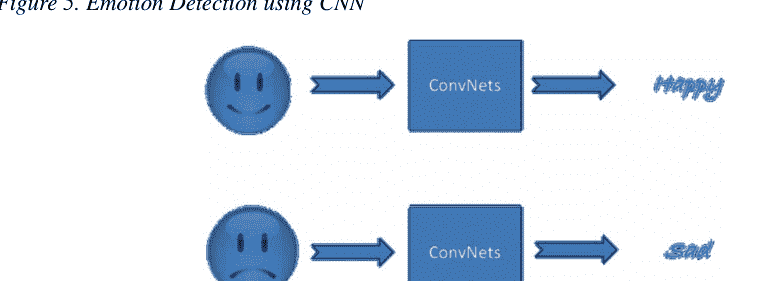 Figure 5. Emotion Detection using CNN
ConvNets
Happy
ConvNets
Sad